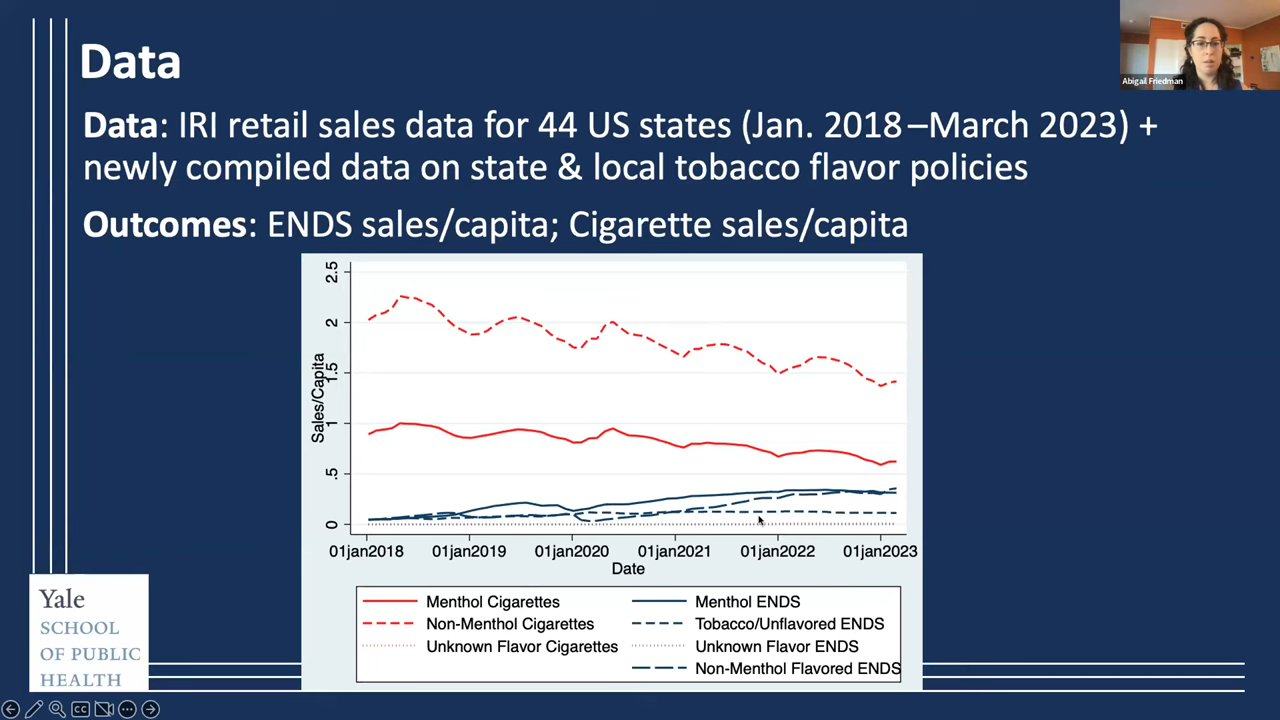 Data
Abigail Friedman
Data: IRI retail sales data for 44 US states (Jan. 2018 –March 2023) +
newly compiled data on state & local tobacco flavor policies
Outcomes: ENDS sales/capita; Cigarette sales/capita
Sales/Capita
2.5
2
1.5
1
.5
0
01jan2018 01jan2019 01jan2020 01jan2021 01jan2022 01jan2023
Date
Menthol Cigarettes
Non-Menthol Cigarettes
Unknown Flavor Cigarettes
Menthol ENDS
Tobacco/Unflavored ENDS
Unknown Flavor ENDS
Non-Menthol Flavored ENDS
Yale
SCHOOL
OF PUBLIC
HEALTH
CC